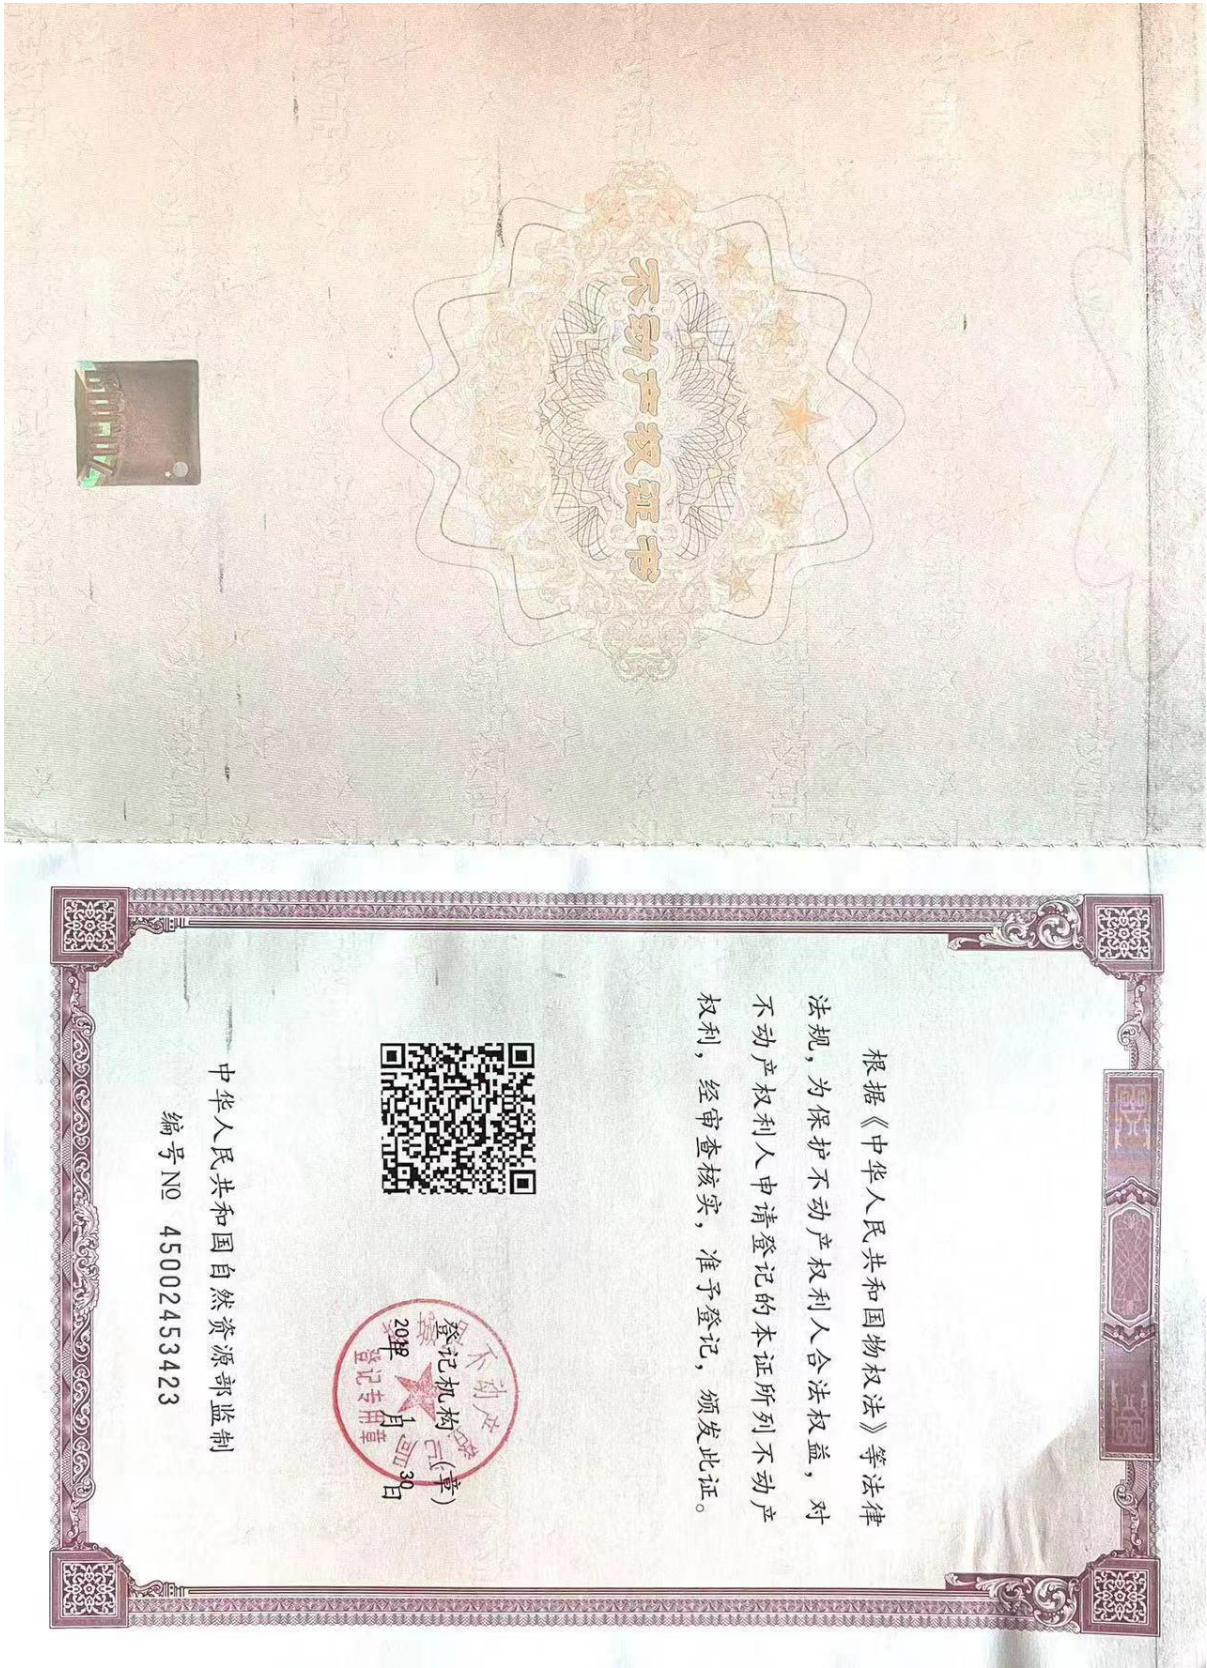 不动产权证书
根据《中华人民共和国物权法》等法律
法规，为保护不动产权利人合法权益，对
不动产权利人申请登记的本证所列不动产
权利，经审查核实，准予登记，颁发此证。
登记机构（章）
年 1月30日
不动产
登记专用章
中华人民共和国自然资源部监制
编号№ 45002453423